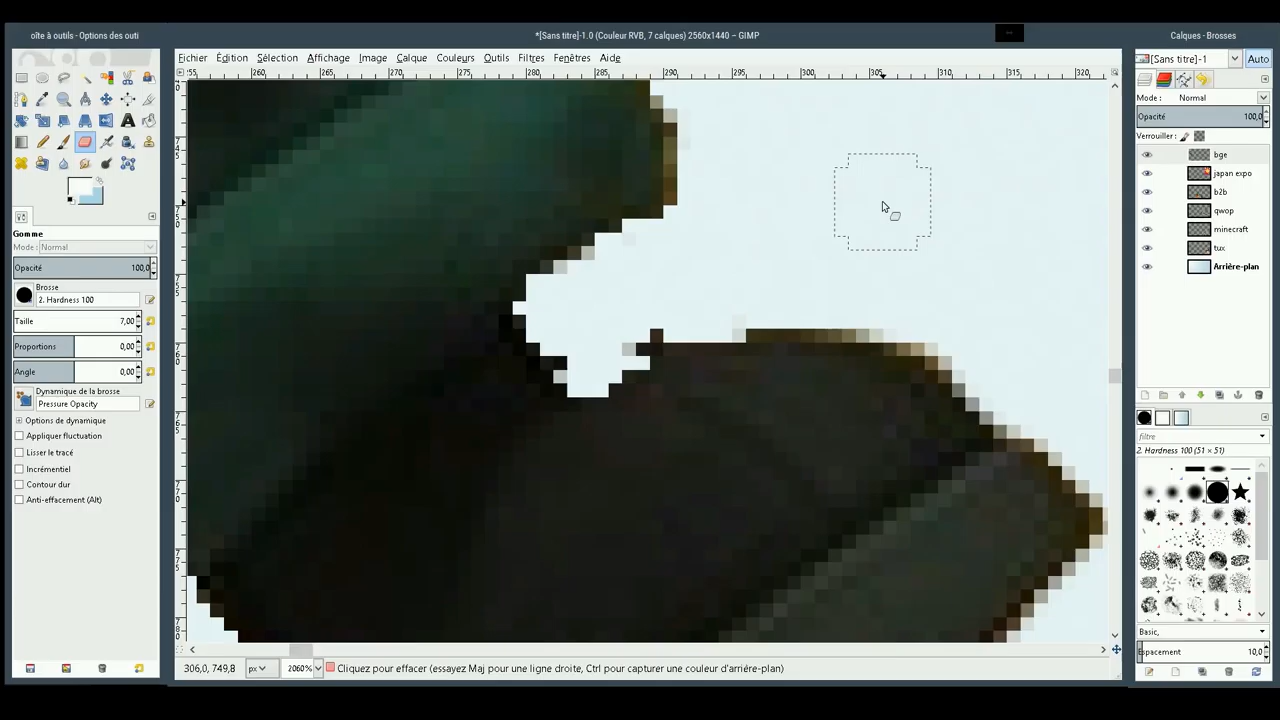 oîte à outils - Options des outi
*[Sans titre]-1.0 (Couleur RVB, 7 calques) 2560x1440 – GIMP
Calques - Brosses
Fichier Édition Sélection Affichage Image Calque Couleurs Outils Filtres Fenêtres Aide
[Sans titre]-1 Auto
255 260 265 270 275 280 285 290 295 300 305 310 315 320
Mode : Normal
Opacité 100,0
Verrouiller :
bge
japan expo
b2b
qwop
minecraft
tux
Arrière-plan
Gomme
Mode : Normal
Opacité 100,0
Brosse
2. Hardness 100
Taille 7,00
Proportions 0,00
Angle 0,00
Dynamique de la brosse
Pressure Opacity
Options de dynamique
Appliquer fluctuation
Lisser le tracé
Incrémentiel
Contour dur
Anti-effacement (Alt)
filtre
2. Hardness 100 (51 × 51)
Basic,
Espacement 10,0
306,0, 749,8 px 2060% Cliquez pour effacer (essayez Maj pour une ligne droite, Ctrl pour capturer une couleur d'arrière-plan)